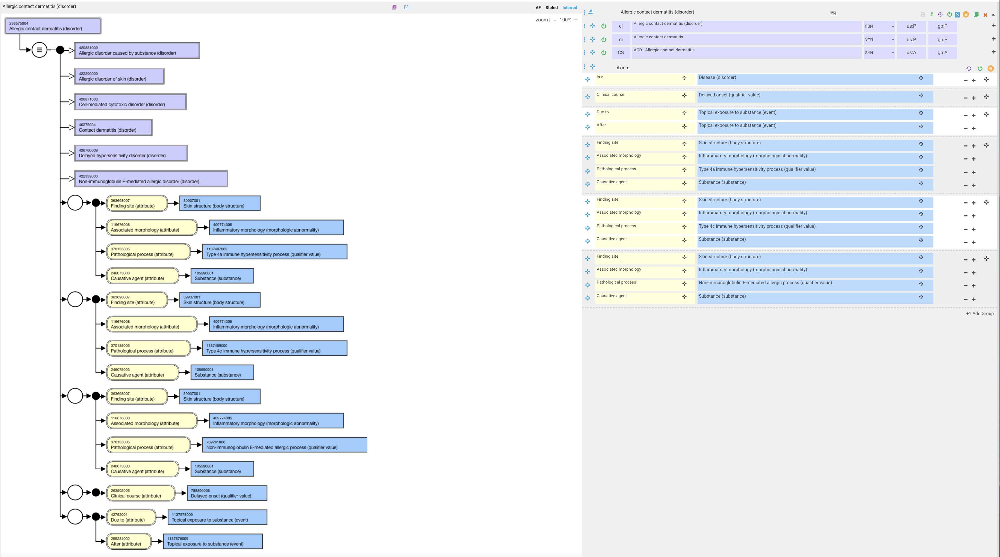 Allergic contact dermatitis (disorder)
AF Stated Inferred
zoom | − 100% +
238575004
Allergic contact dermatitis (disorder)
420881009
Allergic disorder caused by substance (disorder)
422290000
Allergic disorder of skin (disorder)
426871003
Cell-mediated cytotoxic disorder (disorder)
40275004
Contact dermatitis (disorder)
426760008
Delayed hypersensitivity disorder (disorder)
422339003
Non-immunoglobulin E-mediated allergic disorder (disorder)
363698007
Finding site (attribute)
39937001
Skin structure (body structure)
116676008
Associated morphology (attribute)
409774005
Inflammatory morphology (morphologic abnormality)
370135005
Pathological process (attribute)
1137487003
Type 4a immune hypersensitivity process (qualifier value)
246075003
Causative agent (attribute)
105590001
Substance (substance)
363698007
Finding site (attribute)
39937001
Skin structure (body structure)
116676008
Associated morphology (attribute)
409774005
Inflammatory morphology (morphologic abnormality)
370135005
Pathological process (attribute)
1137489000
Type 4c immune hypersensitivity process (qualifier value)
246075003
Causative agent (attribute)
105590001
Substance (substance)
363698007
Finding site (attribute)
39937001
Skin structure (body structure)
116676008
Associated morphology (attribute)
409774005
Inflammatory morphology (morphologic abnormality)
370135005
Pathological process (attribute)
769261000
Non-immunoglobulin E-mediated allergic process (qualifier value)
246075003
Causative agent (attribute)
105590001
Substance (substance)
263502005
Clinical course (attribute)
788800008
Delayed onset (qualifier value)
42752001
Due to (attribute)
1137578009
Topical exposure to substance (event)
255234002
After (attribute)
1137578009
Topical exposure to substance (event)
Allergic contact dermatitis (disorder)
S
ci Allergic contact dermatitis (disorder) FSN us:P gb:P
ci Allergic contact dermatitis SYN us:P gb:P
CS ACD - Allergic contact dermatitis SYN us:A gb:A
Axiom
Is a Disease (disorder)
Clinical course Delayed onset (qualifier value)
Due to Topical exposure to substance (event)
After Topical exposure to substance (event)
Finding site Skin structure (body structure)
Associated morphology Inflammatory morphology (morphologic abnormality)
Pathological process Type 4a immune hypersensitivity process (qualifier value)
Causative agent Substance (substance)
Finding site Skin structure (body structure)
Associated morphology Inflammatory morphology (morphologic abnormality)
Pathological process Type 4c immune hypersensitivity process (qualifier value)
Causative agent Substance (substance)
Finding site Skin structure (body structure)
Associated morphology Inflammatory morphology (morphologic abnormality)
Pathological process Non-immunoglobulin E-mediated allergic process (qualifier value)
Causative agent Substance (substance)
+1 Add Group